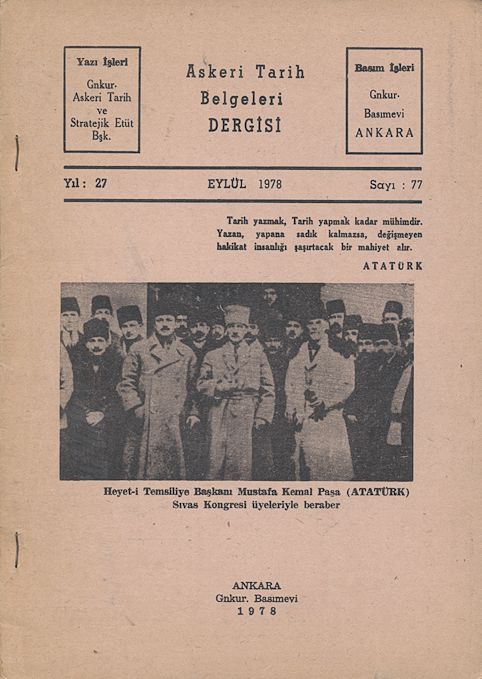 Yazı İşleri
Gnkur.
Askeri Tarih
ve
Stratejik Etüt
Bşk.
Askeri Tarih
Belgeleri
DERGİSİ
Basım İşleri
Gnkur.
Basımevi
ANKARA
Yıl : 27 EYLÜL 1978 Sayı : 77
Tarih yazmak, Tarih yapmak kadar mühimdir.
Yazan, yapana sadık kalmazsa, değişmeyen
hakikat insanlığı şaşırtacak bir mahiyet alır.
ATATÜRK
Heyet-i Temsiliye Başkanı Mustafa Kemal Paşa (ATATÜRK)
Sıvas Kongresi üyeleriyle beraber
ANKARA
Gnkur. Basımevi
1978